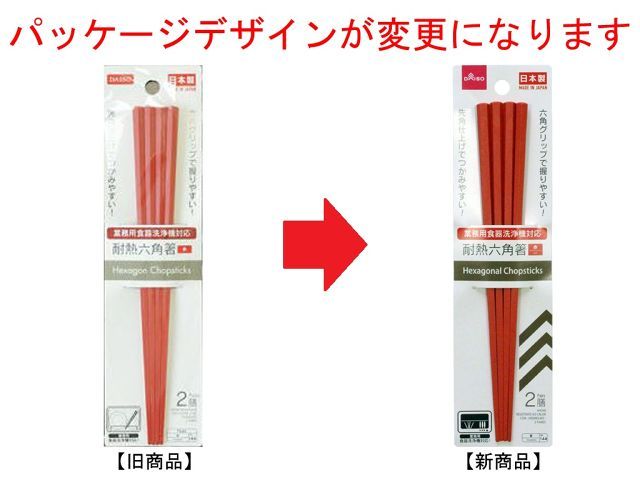 パッケージデザインが変更になります
DAISO
日本製
MADE IN JAPAN
六角グリップで握りやすい！
先角仕上げでつかみやすい！
業務用食器洗浄機対応
耐熱六角箸
Hexagon Chopsticks
2 Pairs
膳
【旧商品】
DAISO
日本製
MADE IN JAPAN
六角グリップで握りやすい！
先角仕上げでつかみやすい！
業務用食器洗浄機対応
耐熱六角箸
Hexagonal Chopsticks
2 Pairs
膳
【新商品】